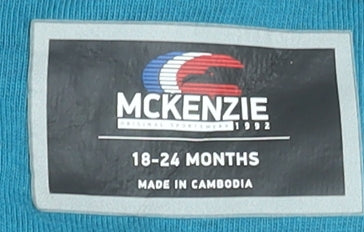 MCKENZIE
ORIGINAL SPORTSWEAR 1992
18-24 MONTHS
MADE IN CAMBODIA